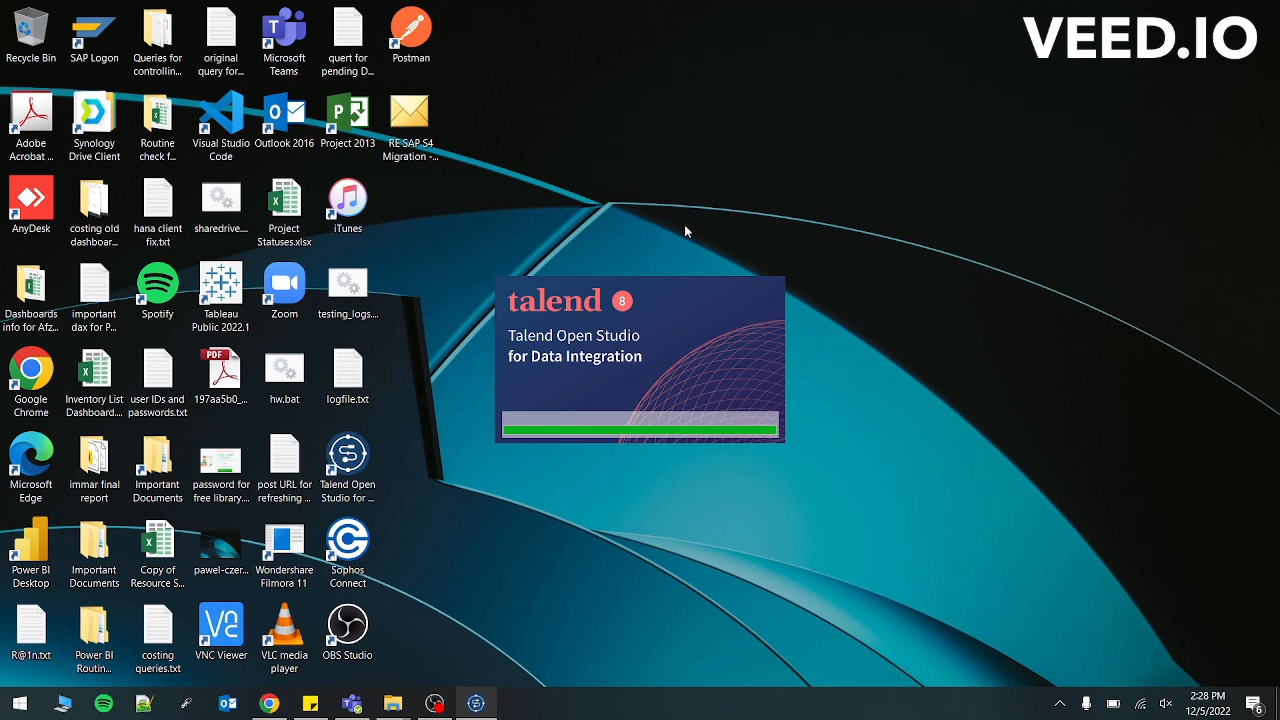 VEED.IO
Recycle Bin
SAP Logon
Queries for
controllin...
original
query for...
T
Microsoft
Teams
quert for
pending D...
Postman
Adobe
Acrobat ...
Synology
Drive Client
Routine
check f...
Visual Studio
Code
Outlook 2016
Project 2013
RE SAP S4
Migration -...
AnyDesk
costing old
dashboar...
hana client
fix.txt
sharedrive...
Project
Statuses.xlsx
iTunes
Dashboards
info for Afz...
important
das for P...
Spotify
Tableau
Public 2022.1
Zoom
testing_logs...
Google
Chrome
Inventory List
Dashboard...
user IDs and
passwords.txt
PDF
197a5b0_...
hw.bat
logfile.txt
Microsoft
Edge
immar final
report
Important
Documents
password for
free library...
post URL for
refreshing ...
Talend Open
Studio for ...
Power BI
Desktop
Important
Documents
Copy of
Resource S...
pawel-czer...
Wondershare
Filmora 11
Sophos
Connect
R@1n.txt
Power BI
Routin...
costing
queries.txt
VNC Viewer
VLC media
player
OBS Studio
talend 8
Talend Open Studio
for Data Integration
2:28 PM
12/5/2022
6